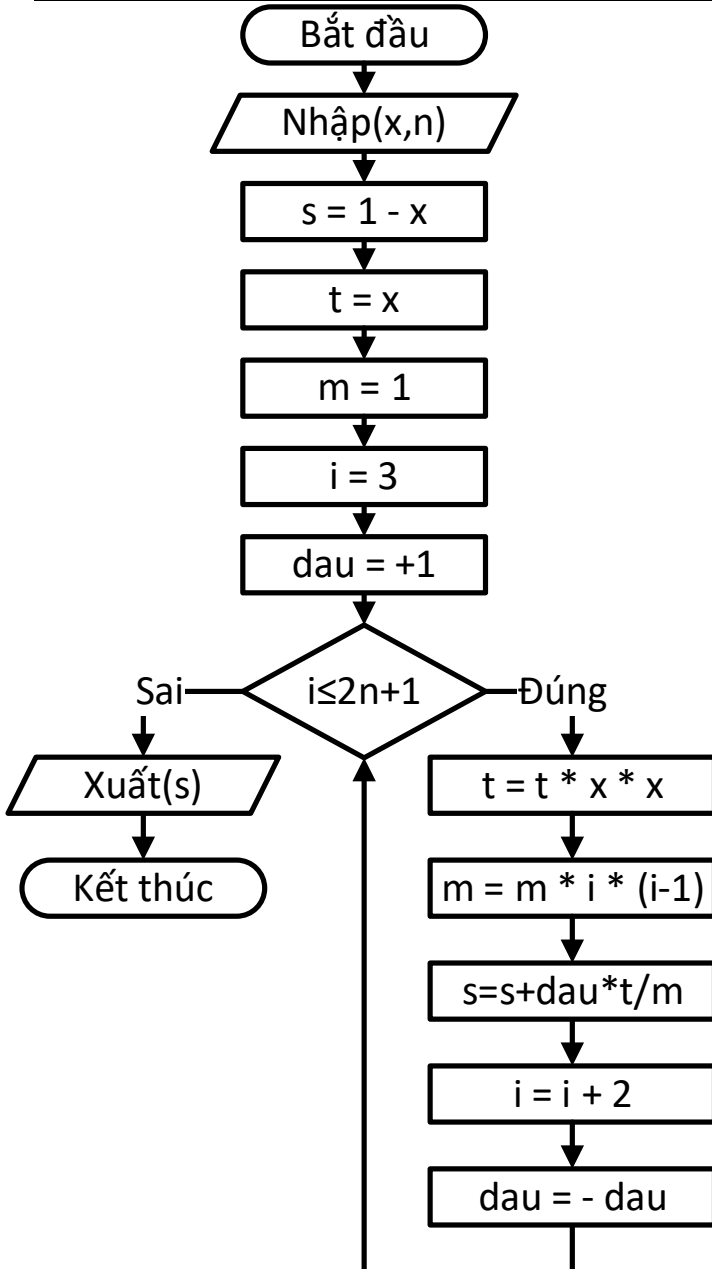 Bắt đầu
Nhập(x,n)
s = 1 - x
t = x
m = 1
i = 3
dau = +1
i≤2n+1
Sai
Đúng
Xuất(s)
Kết thúc
t = t * x * x
m = m * i * (i-1)
s=s+dau*t/m
i = i + 2
dau = - dau